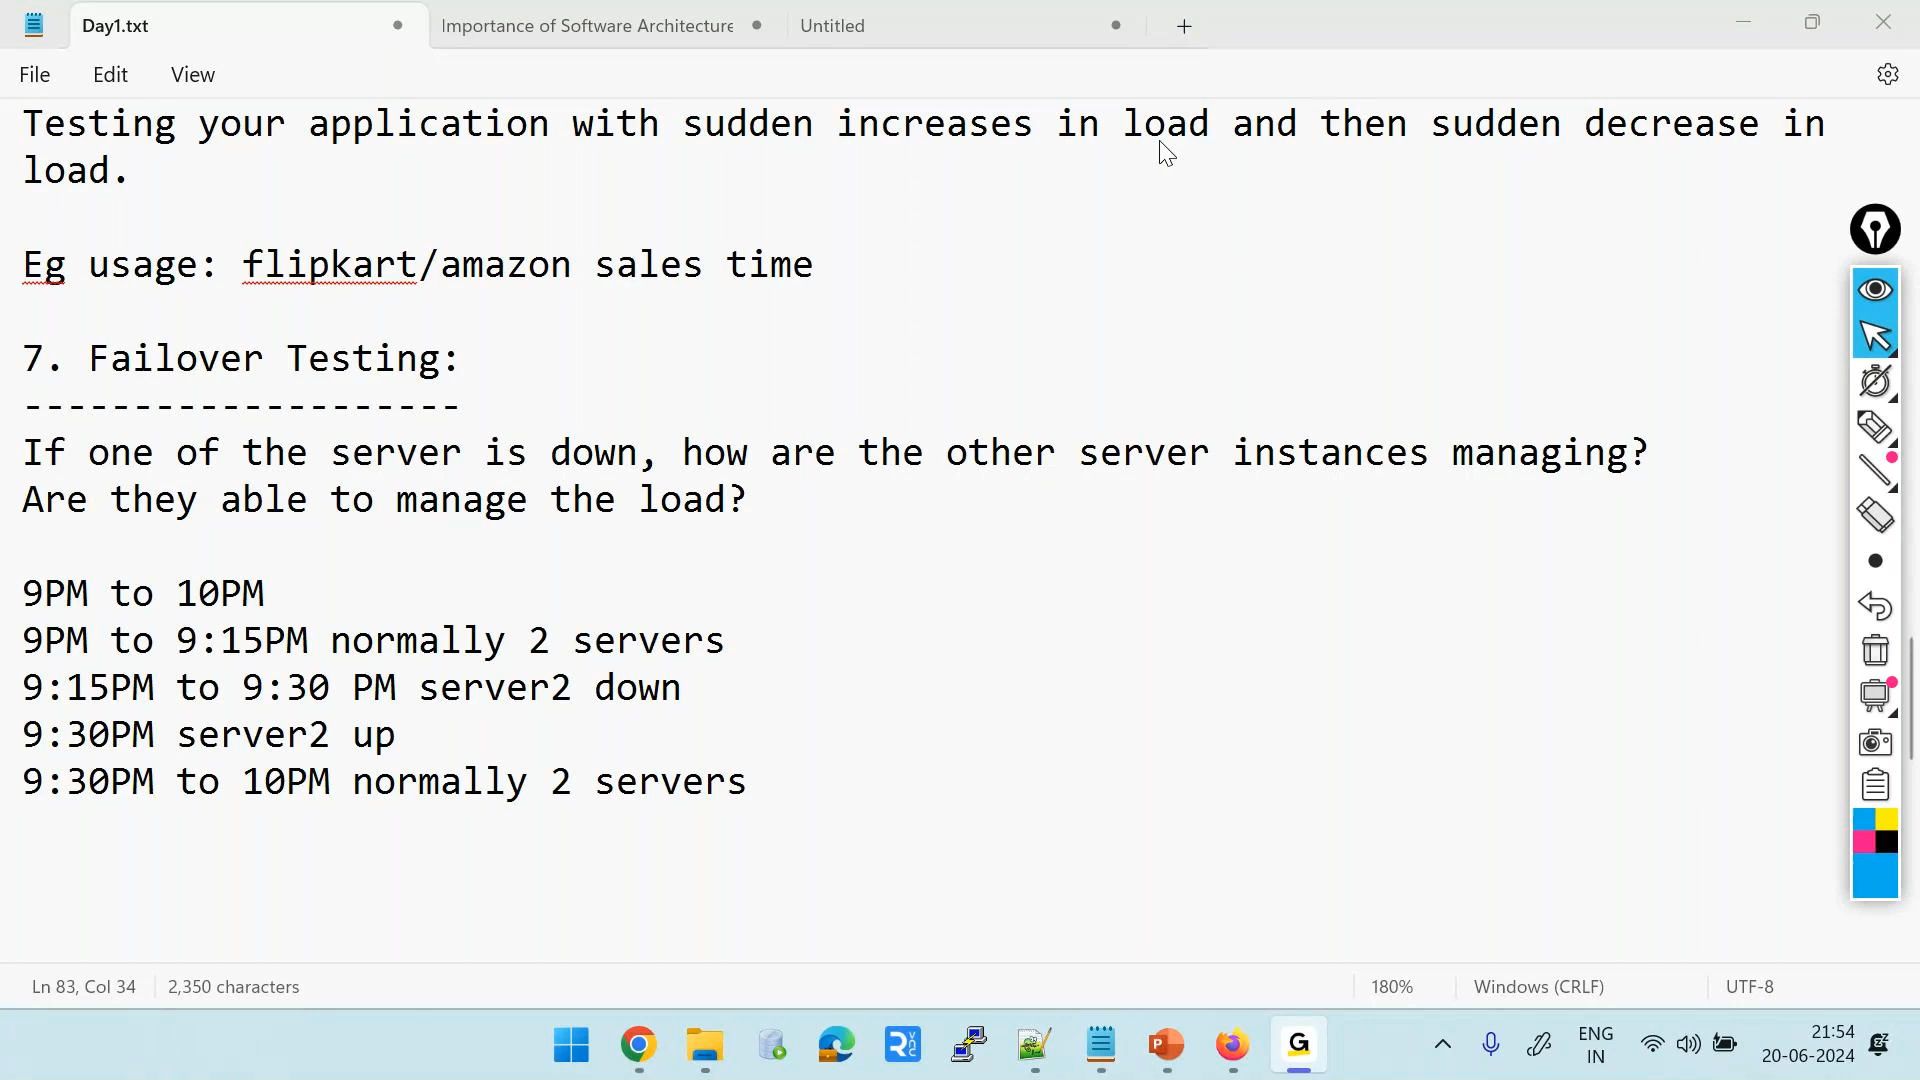 Day1.txt
Importance of Software Architecture
Untitled
File Edit View
Testing your application with sudden increases in load and then sudden decrease in
load.
Eg usage: flipkart/amazon sales time
7. Failover Testing:
--------------------
If one of the server is down, how are the other server instances managing?
Are they able to manage the load?
9PM to 10PM
9PM to 9:15PM normally 2 servers
9:15PM to 9:30 PM server2 down
9:30PM server2 up
9:30PM to 10PM normally 2 servers
Ln 83, Col 34 2,350 characters 180% Windows (CRLF) UTF-8
ENG
IN
21:54
20-06-2024